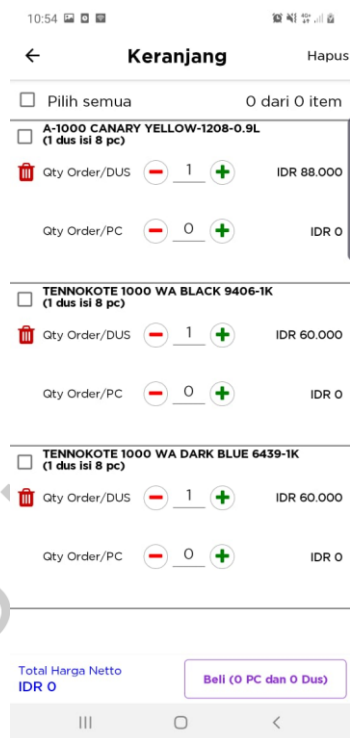 10:54
Keranjang
Hapus
Pilih semua
0 dari 0 item
A-1000 CANARY YELLOW-1208-0.9L
(1 dus isi 8 pc)
Qty Order/DUS 1 IDR 88.000
Qty Order/PC 0 IDR 0
TENNOKOTE 1000 WA BLACK 9406-1K
(1 dus isi 8 pc)
Qty Order/DUS 1 IDR 60.000
Qty Order/PC 0 IDR 0
TENNOKOTE 1000 WA DARK BLUE 6439-1K
(1 dus isi 8 pc)
Qty Order/DUS 1 IDR 60.000
Qty Order/PC 0 IDR 0
Total Harga Netto
IDR 0
Beli (0 PC dan 0 Dus)